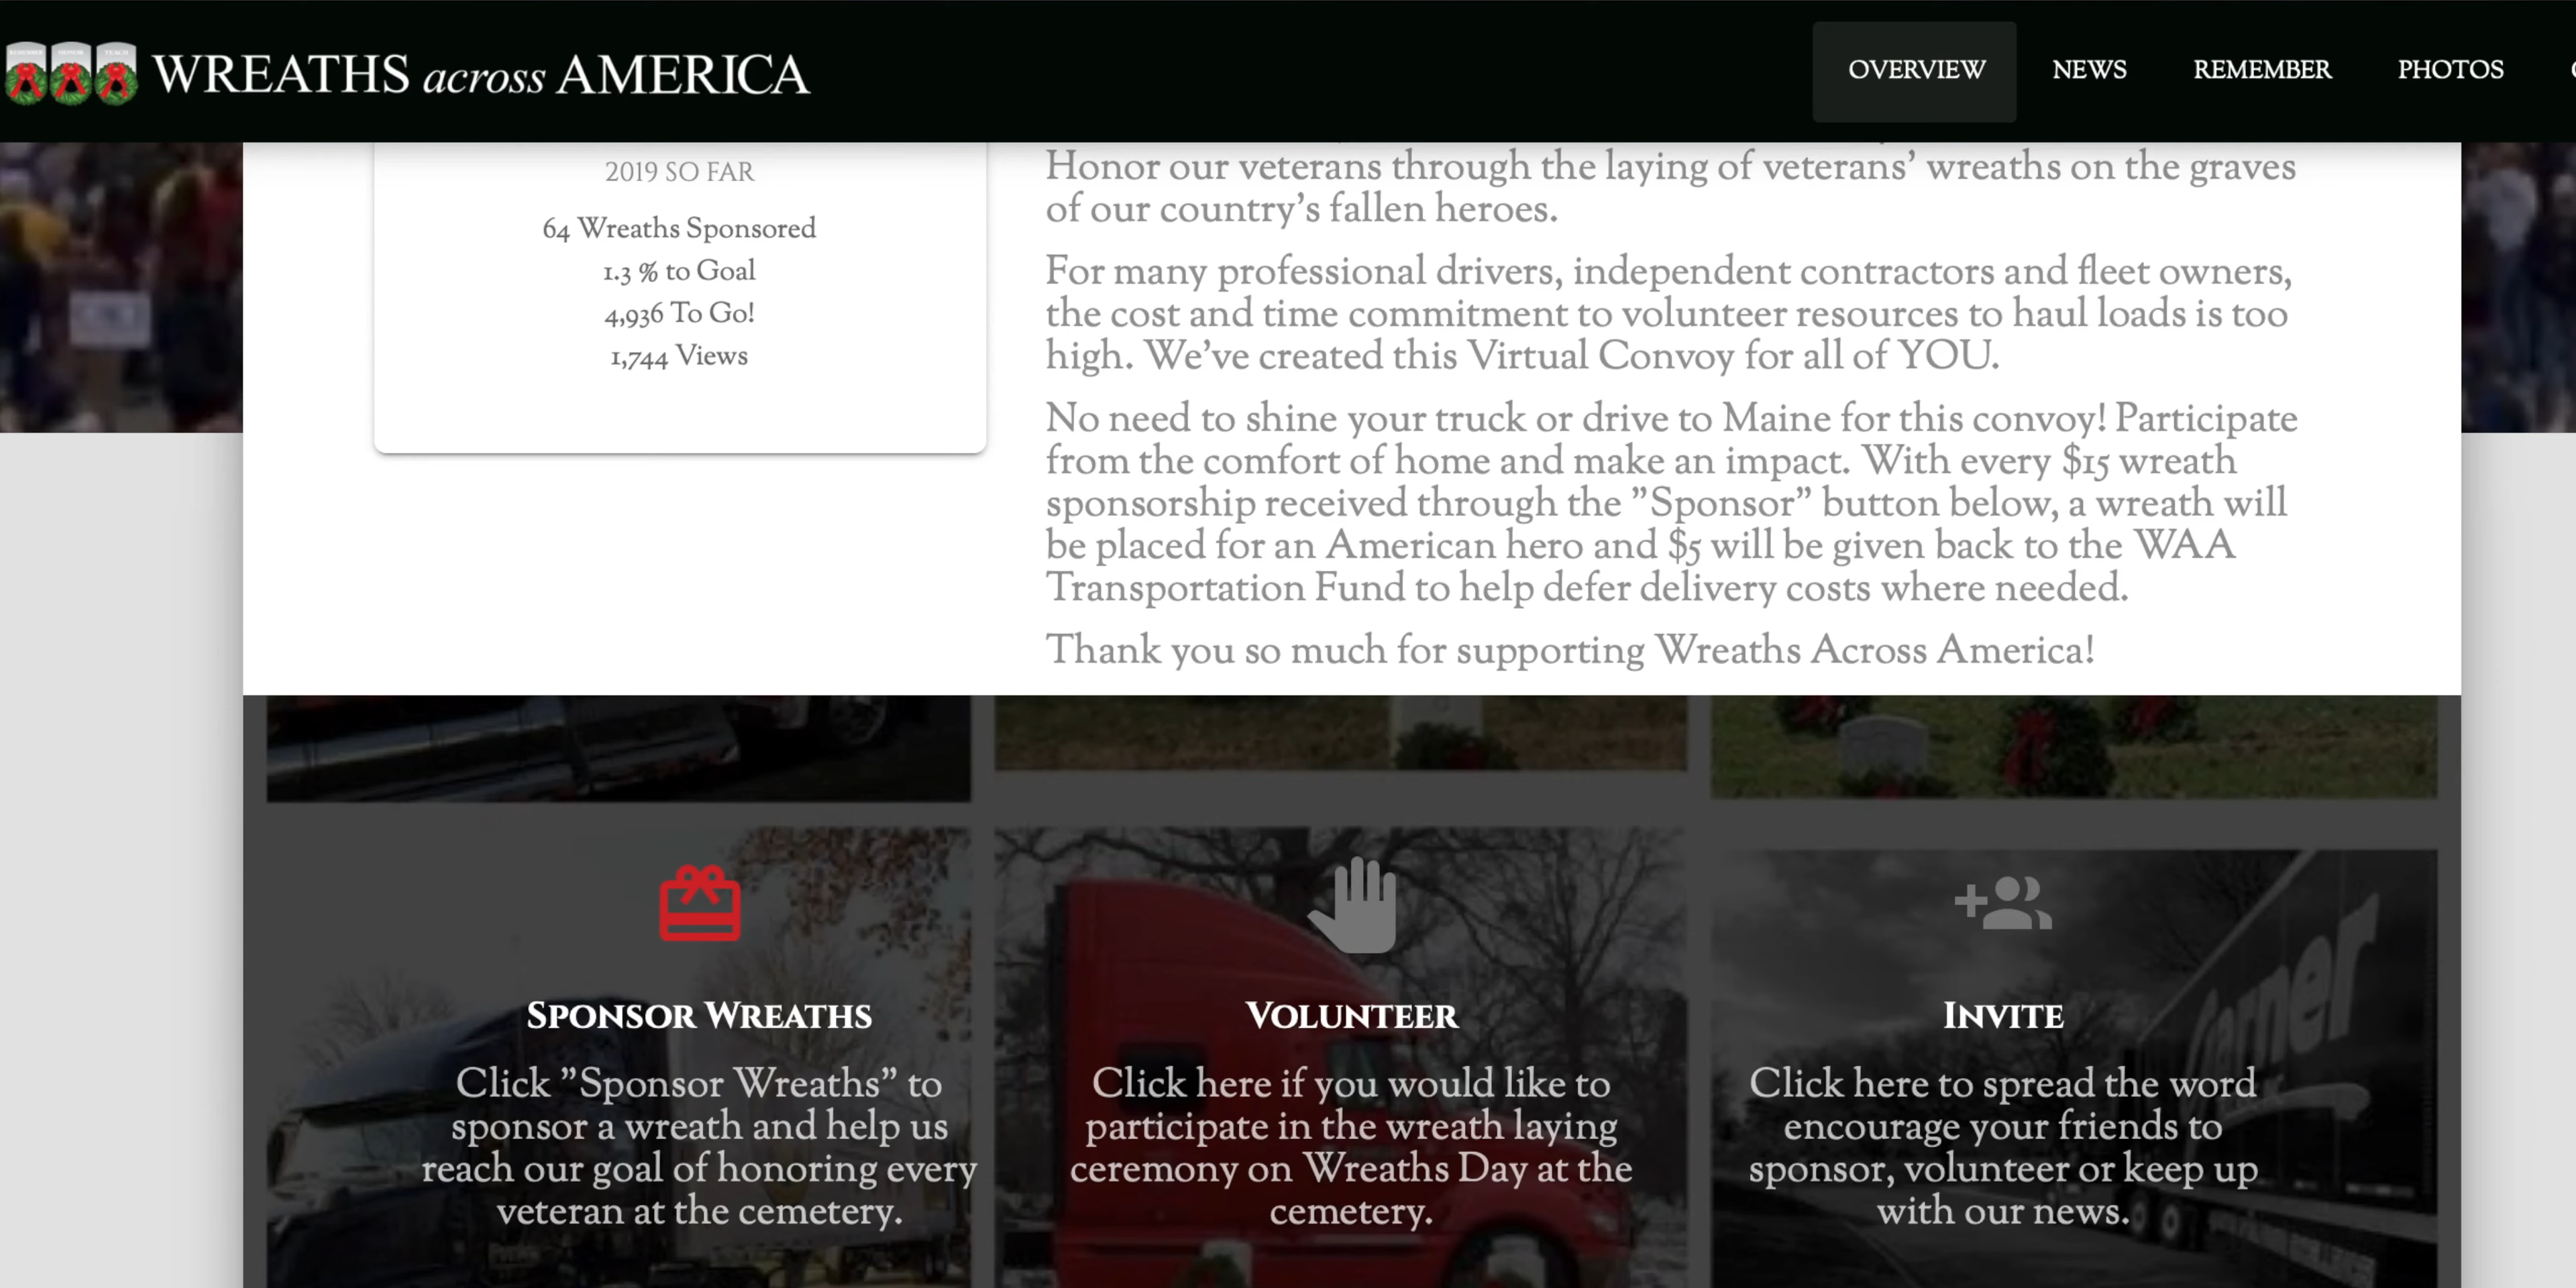 WREATHS across AMERICA
OVERVIEW
NEWS
REMEMBER
PHOTOS
2019 SO FAR
64 Wreaths Sponsored
1.3 % to Goal
4,936 To Go!
1,744 Views
Honor our veterans through the laying of veterans’ wreaths on the graves
of our country’s fallen heroes.
For many professional drivers, independent contractors and fleet owners,
the cost and time commitment to volunteer resources to haul loads is too
high. We’ve created this Virtual Convoy for all of YOU.
No need to shine your truck or drive to Maine for this convoy! Participate
from the comfort of home and make an impact. With every $15 wreath
sponsorship received through the ”Sponsor” button below, a wreath will
be placed for an American hero and $5 will be given back to the WAA
Transportation Fund to help defer delivery costs where needed.
Thank you so much for supporting Wreaths Across America!
SPONSOR WREATHS
Click ”Sponsor Wreaths” to
sponsor a wreath and help us
reach our goal of honoring every
veteran at the cemetery.
VOLUNTEER
Click here if you would like to
participate in the wreath laying
ceremony on Wreaths Day at the
cemetery.
INVITE
Click here to spread the word
encourage your friends to
sponsor, volunteer or keep up
with our news.